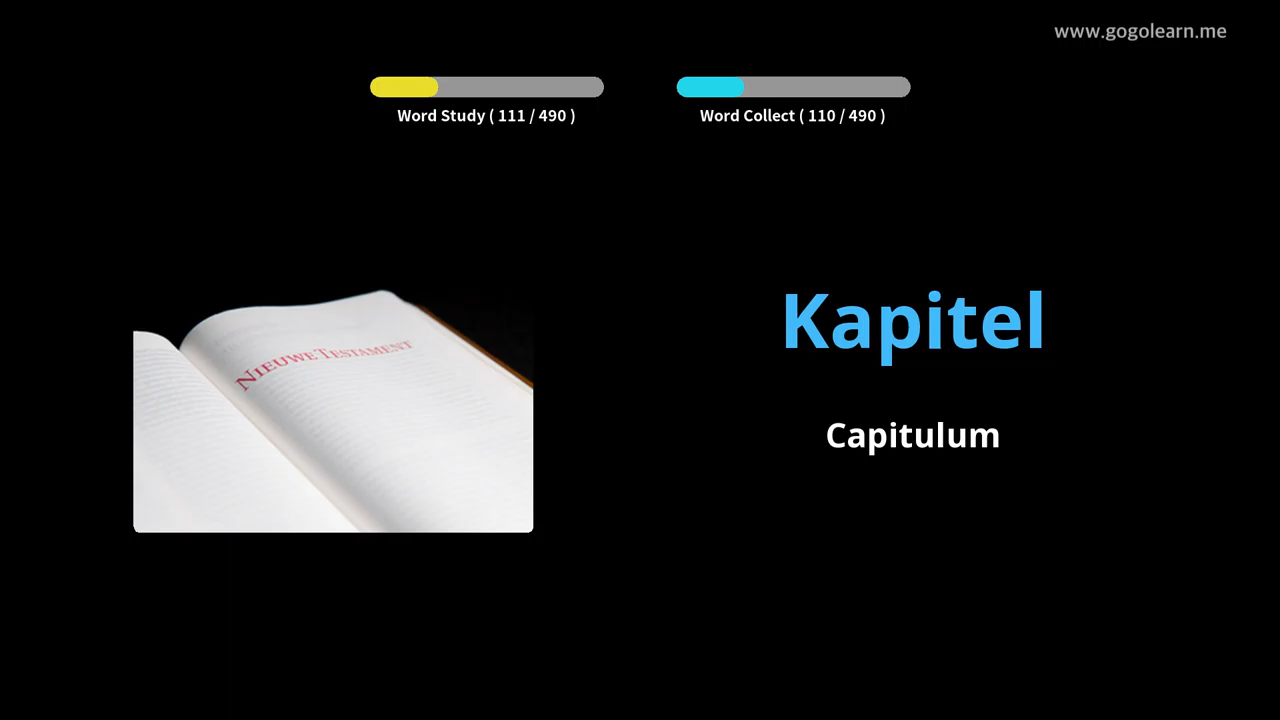 www.gogolearn.me
Word Study ( 111 / 490 )
Word Collect ( 110 / 490 )
NIEUWE TESTAMENT
Kapitel
Capitulum